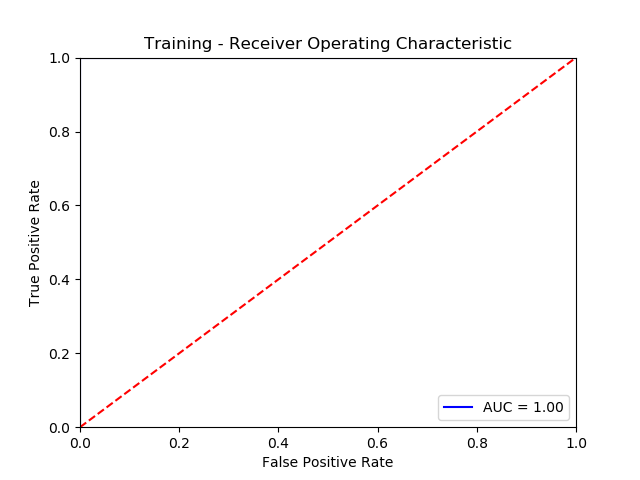 Training - Receiver Operating Characteristic
1.0
0.8
0.6
0.4
0.2
0.0
True Positive Rate
AUC = 1.00
0.0 0.2 0.4 0.6 0.8 1.0
False Positive Rate